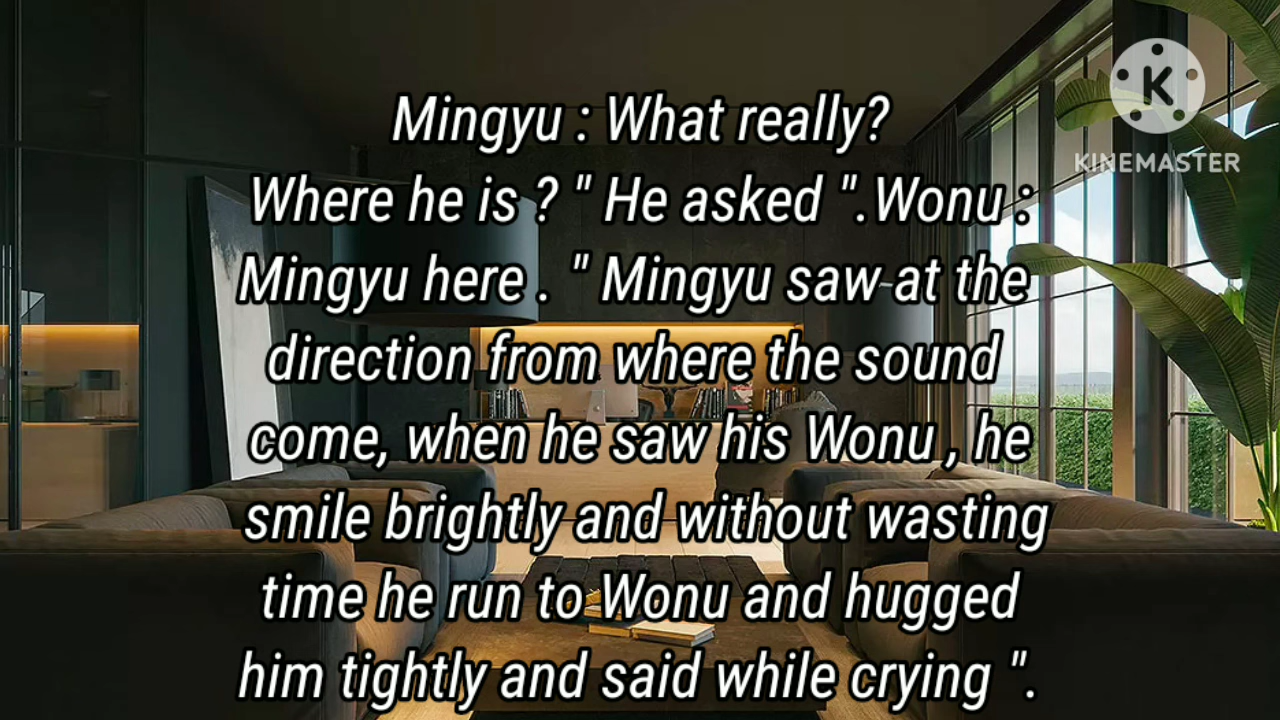 K
KINEMASTER
Mingyu : What really?
Where he is ? " He asked ".Wonu :
Mingyu here . " Mingyu saw at the
direction from where the sound
come, when he saw his Wonu , he
smile brightly and without wasting
time he run to Wonu and hugged
him tightly and said while crying ".